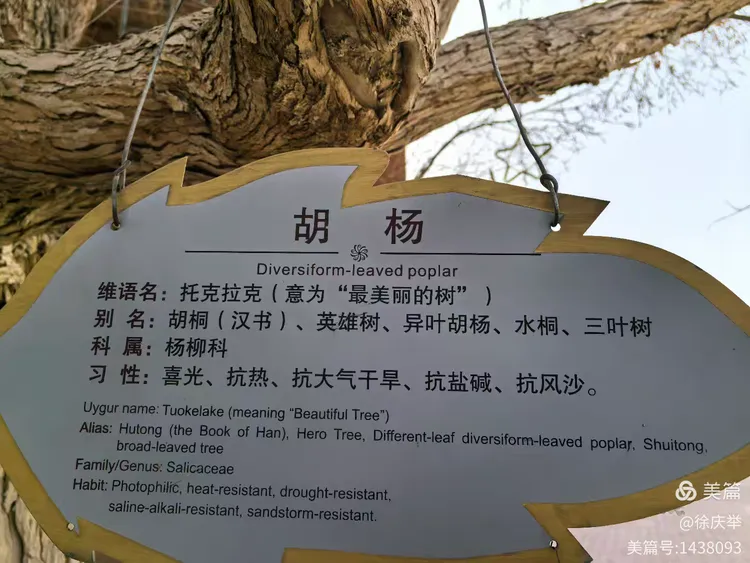 胡 杨
Diversiform-leaved poplar
维语名：托克拉克（意为“最美丽的树”）
别 名：胡桐（汉书）、英雄树、异叶胡杨、水桐、三叶树
科 属：杨柳科
习 性：喜光、抗热、抗大气干旱、抗盐碱、抗风沙。
Uygur name: Tuokelake (meaning “Beautiful Tree”)
Alias: Hutong (the Book of Han), Hero Tree, Different-leaf diversiform-leaved poplar, Shuitong,
broad-leaved tree
Family/Genus: Salicaceae
Habit: Photophilic, heat-resistant, drought-resistant,
saline-alkali-resistant, sandstorm-resistant.
美篇
@徐庆举
美篇号:1438093